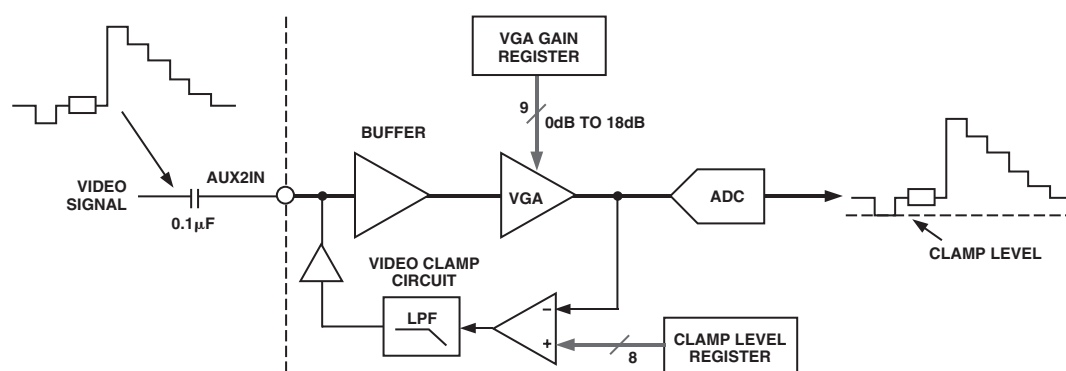 VGA GAIN
REGISTER
9
0dB TO 18dB
BUFFER
VIDEO
SIGNAL
AUX2IN
0.1μF
VGA
ADC
CLAMP LEVEL
VIDEO CLAMP
CIRCUIT
LPF
–
+
8
CLAMP LEVEL
REGISTER